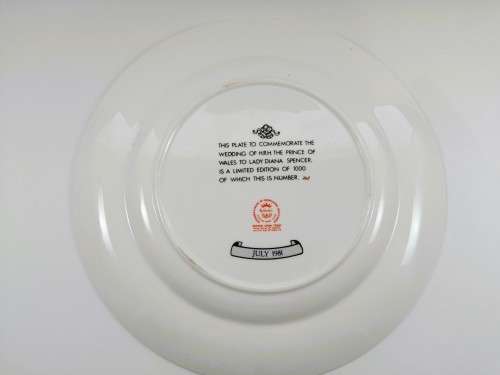 THIS PLATE TO COMMEMORATE THE
WEDDING OF H.R.H. THE PRINCE OF
WALES TO LADY DIANA SPENCER,
IS A LIMITED EDITION OF 1000
OF WHICH THIS IS NUMBER.
JULY 1981